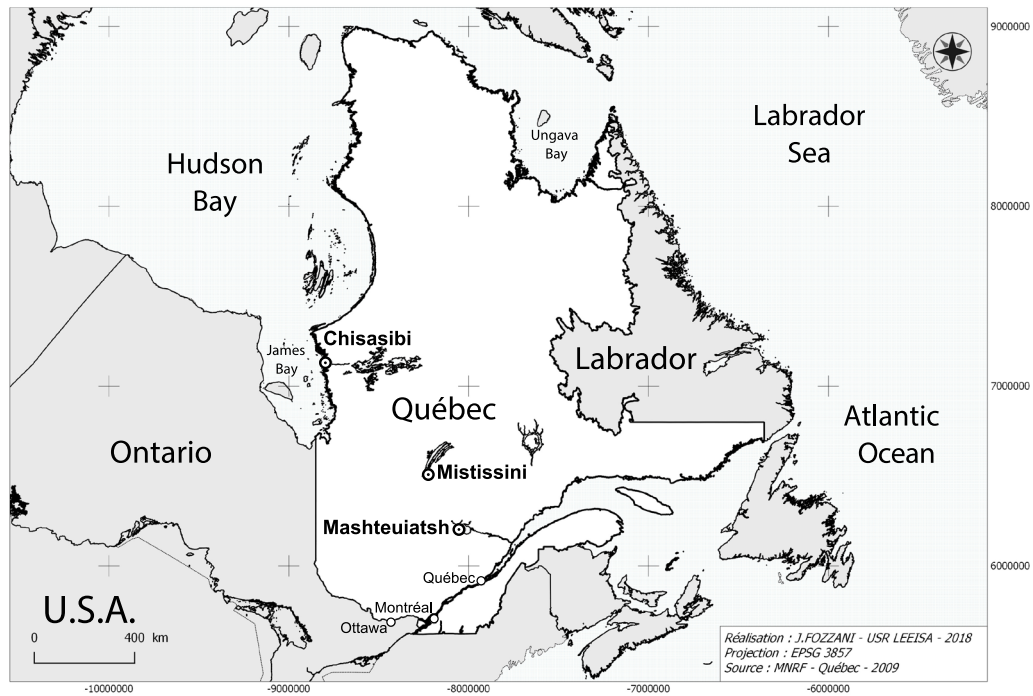 9000000
Labrador
Sea
Ungava
Bay
Hudson
Bay
8000000
Chisasibi
James
Bay
Labrador
7000000
Québec
Atlantic
Ocean
Ontario
Mistissini
Mashteuiatsh
6000000
Québec
U.S.A.
Montréal
Ottawa
0 400 km
Réalisation : J.FOZZANI - USR LEEISA - 2018
Projection : EPSG 3857
Source : MNRF - Québec - 2009
-10000000 -9000000 -8000000 -7000000 -6000000